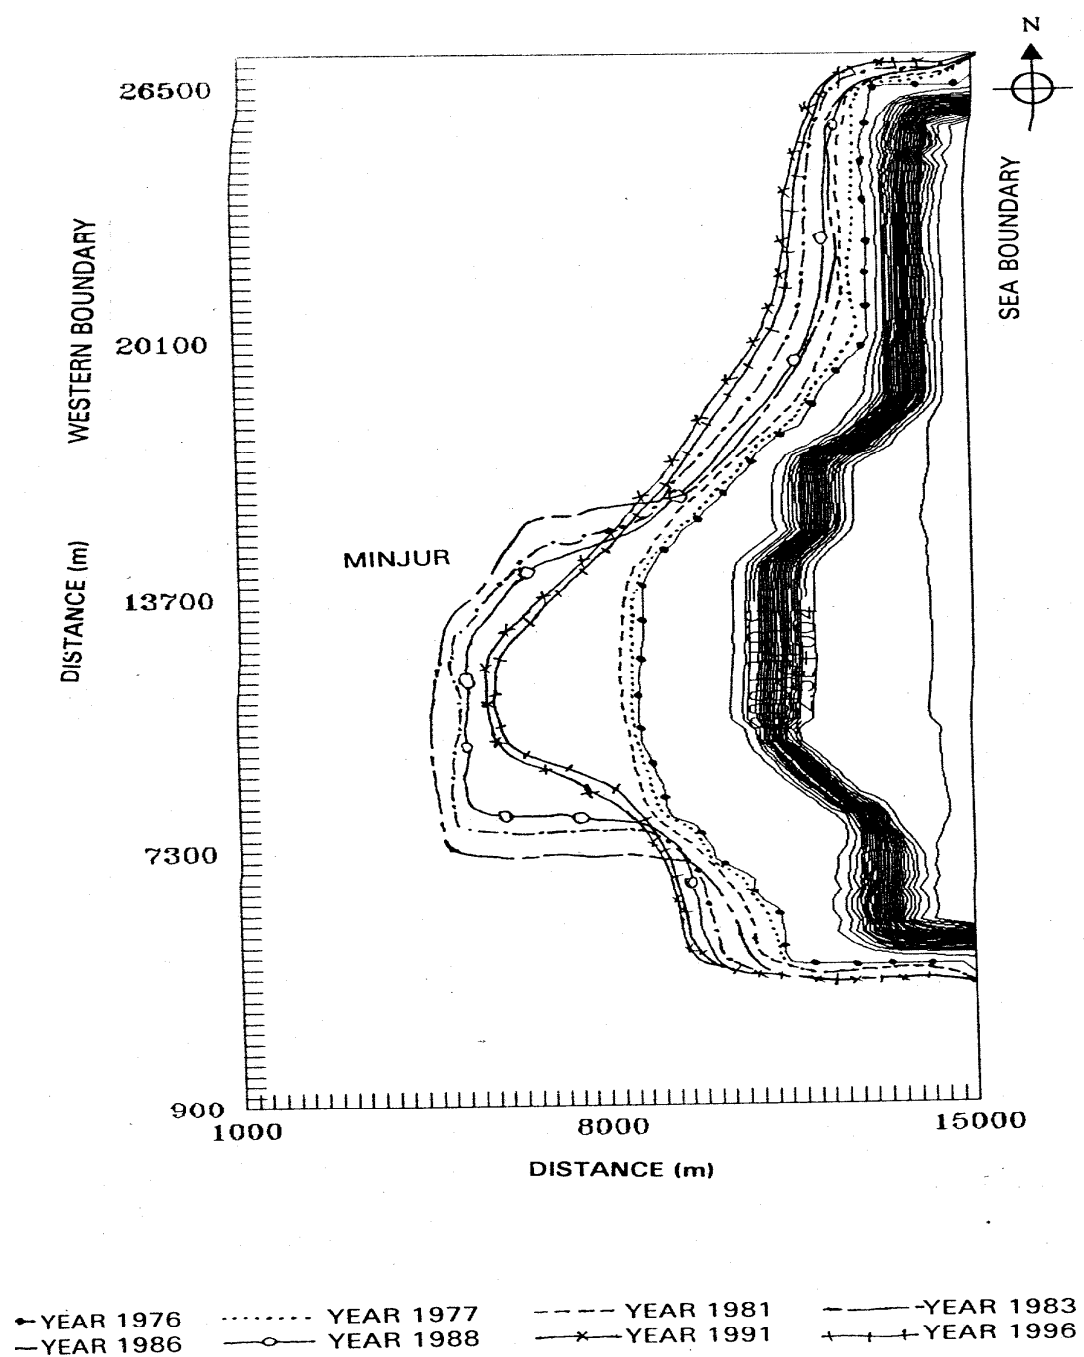 N
26500
SEA BOUNDARY
WESTERN BOUNDARY
20100
MINJUR
DISTANCE (m)
13700
7300
900
1000 8000 15000
DISTANCE (m)
YEAR 1976 YEAR 1977 YEAR 1981 YEAR 1983
YEAR 1986 YEAR 1988 YEAR 1991 YEAR 1996